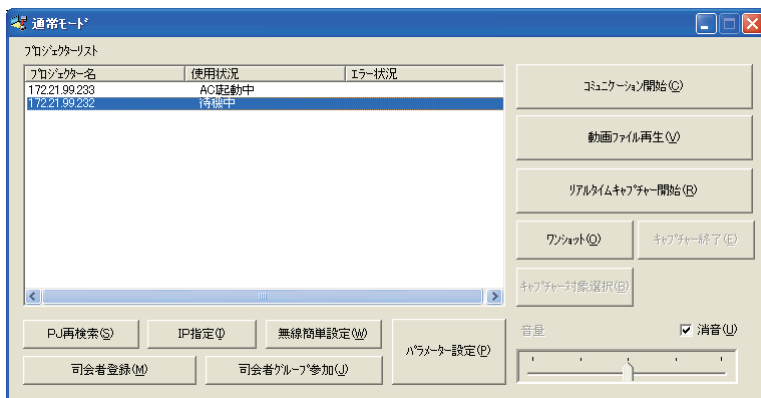 通常モード
プロジェクターリスト
プロジェクター名 使用状況 エラー状況
172.21.99.233 AC起動中
172.21.99.232 待機中
コミュニケーション開始(C)
動画ファイル再生(V)
リアルタイムキャプチャー開始(R)
ワンショット(O) キャプチャー終了(E)
キャプチャー対象選択(B)
PJ再検索(S) IP指定(I) 無線簡単設定(W)
パラメーター設定(P)
司会者登録(M) 司会者グループ参加(J)
音量 消音(U)